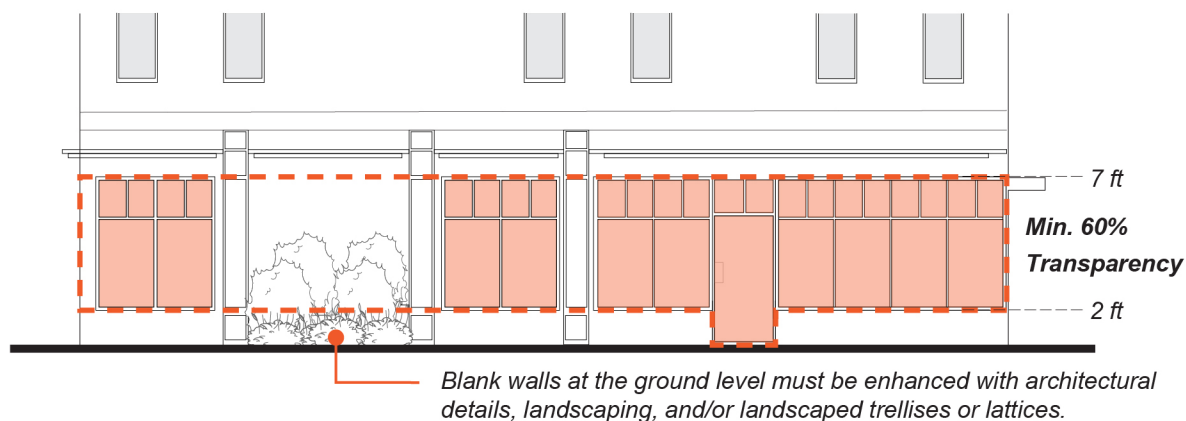 7 ft
Min. 60%
Transparency
2 ft
Blank walls at the ground level must be enhanced with architectural
details, landscaping, and/or landscaped trellises or lattices.